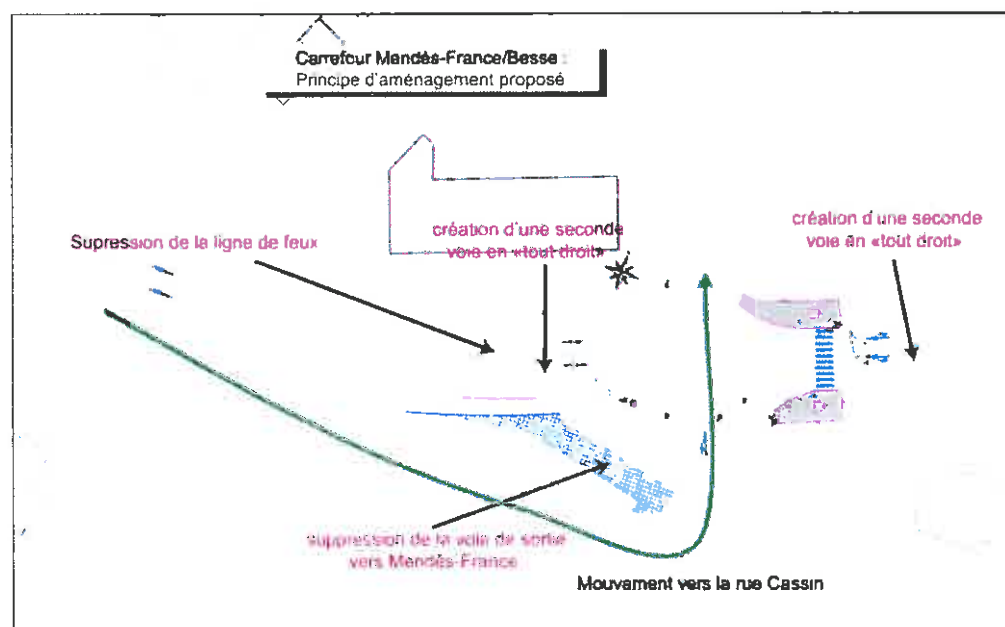 Carrefour Mendès-France/Besse :
Principe d'aménagement proposé
Supression de la ligne de feux
création d'une seconde
voie en «tout droit»
création d'une seconde
voie en «tout droit»
suppression de la voie de sortie
vers Mendès-France
Mouvament vers la rue Cassin